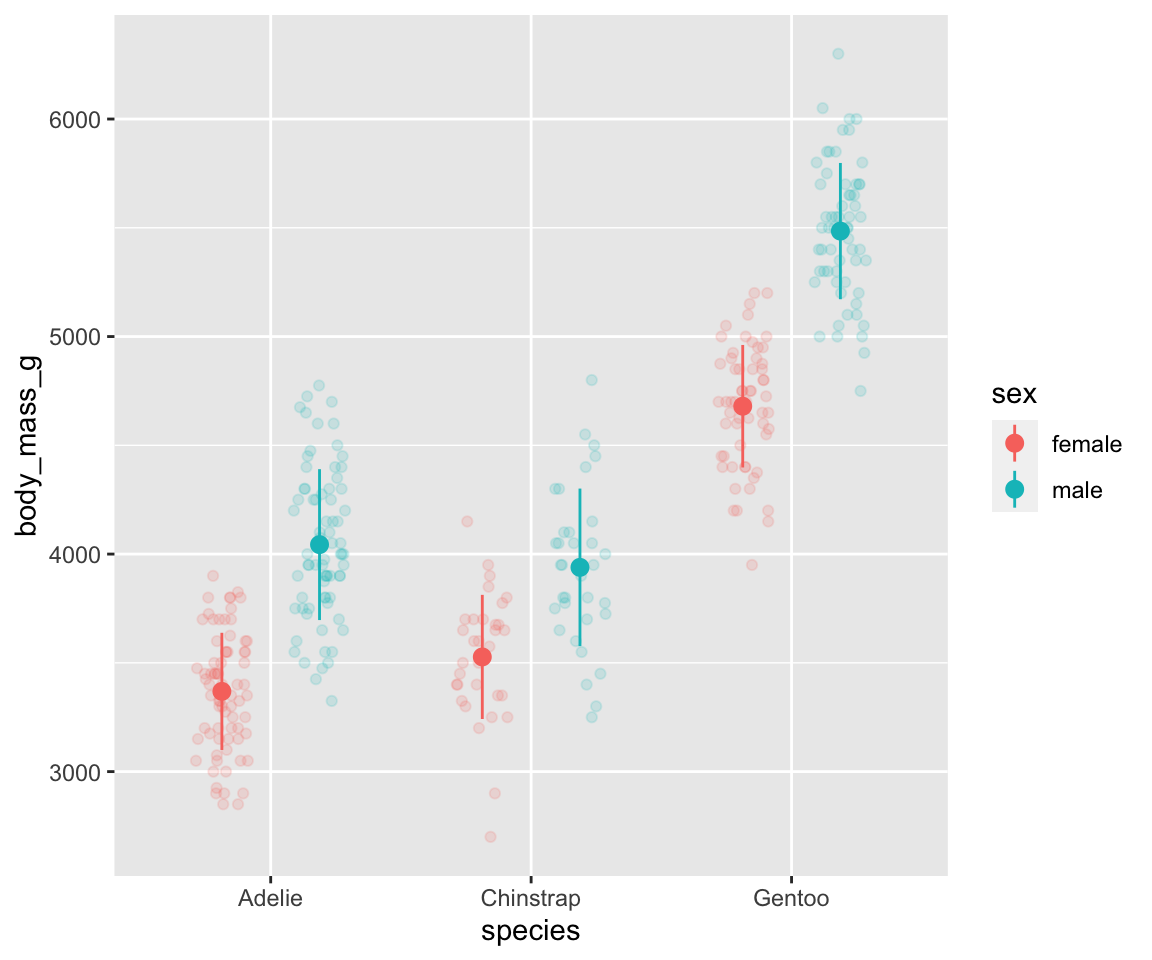 body_mass_g
6000
5000
4000
3000
Adelie Chinstrap Gentoo
species
sex
female
male